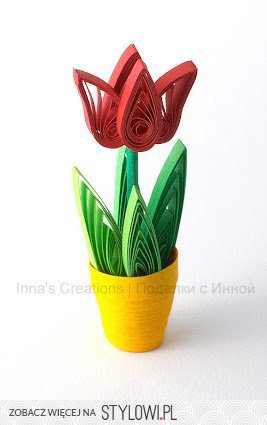 Inna's Creations | Поделки с Инной
ZOBACZ WIĘCEJ NA STYLOWI.PL